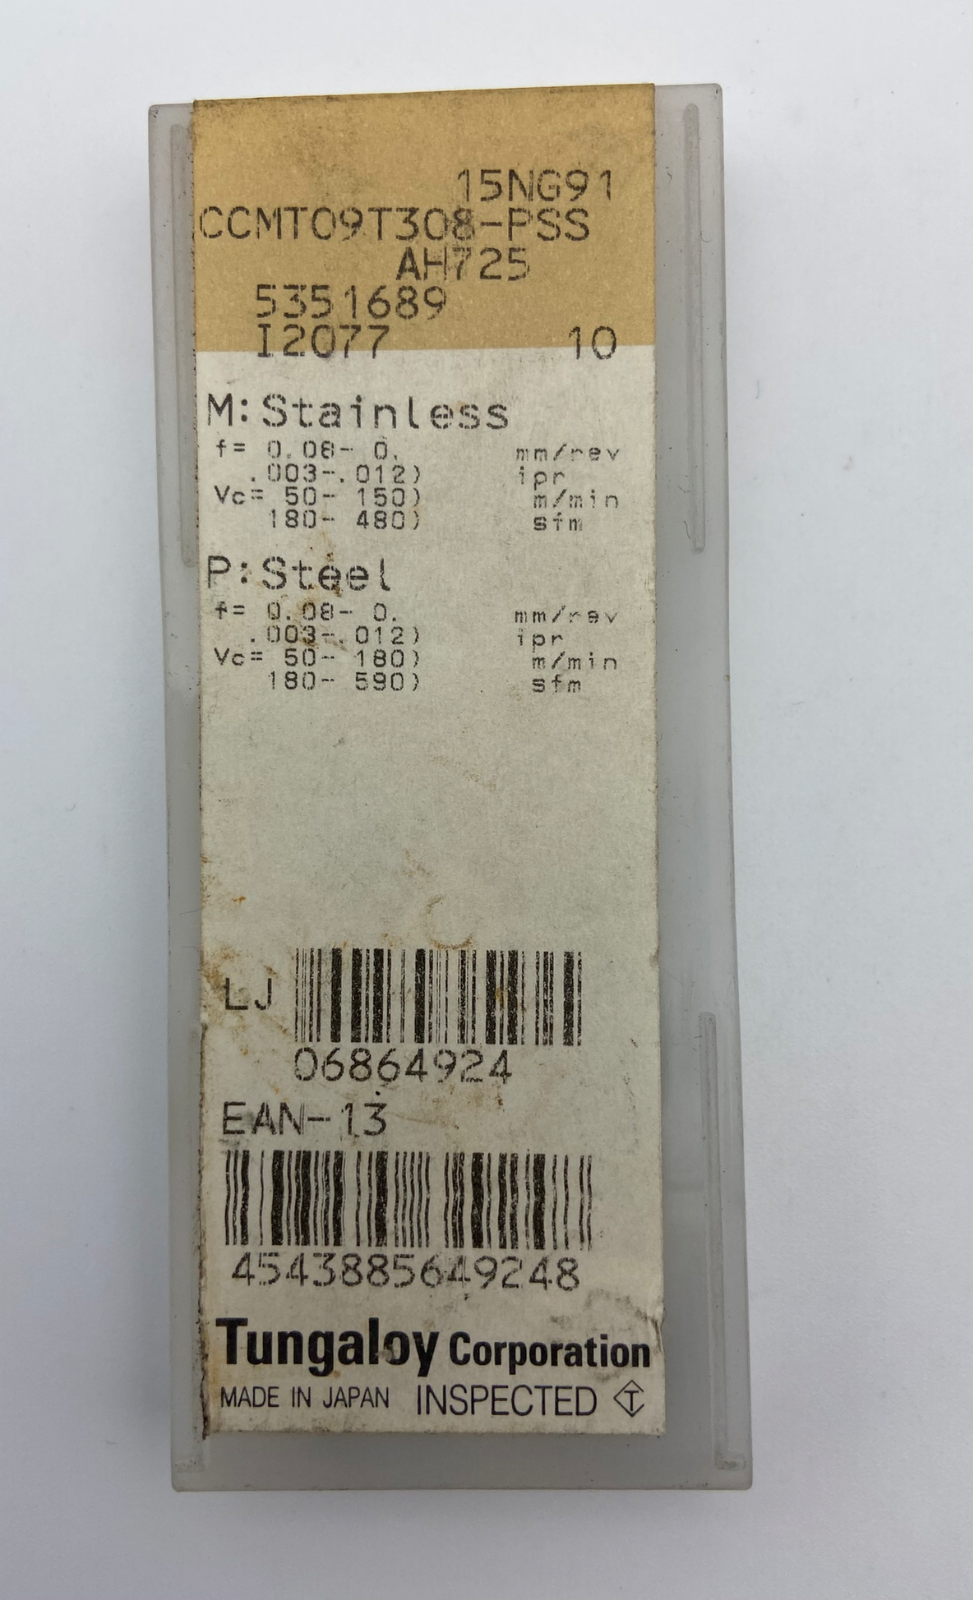 15NG91
CCMT09T308-PSS
AH725
5351689
I2077 10
M:Stainless
f= 0.08- 0. mm/rev
.003-.012) ipr
Vc= 50- 150) m/min
180- 480) sfm
P:Steel
f= 0.08- 0. mm/rev
.003-.012) ipr
Vc= 50- 180) m/min
180- 590) sfm
LJ
06864924
EAN-13
4543885649248
Tungaloy Corporation
MADE IN JAPAN INSPECTED T